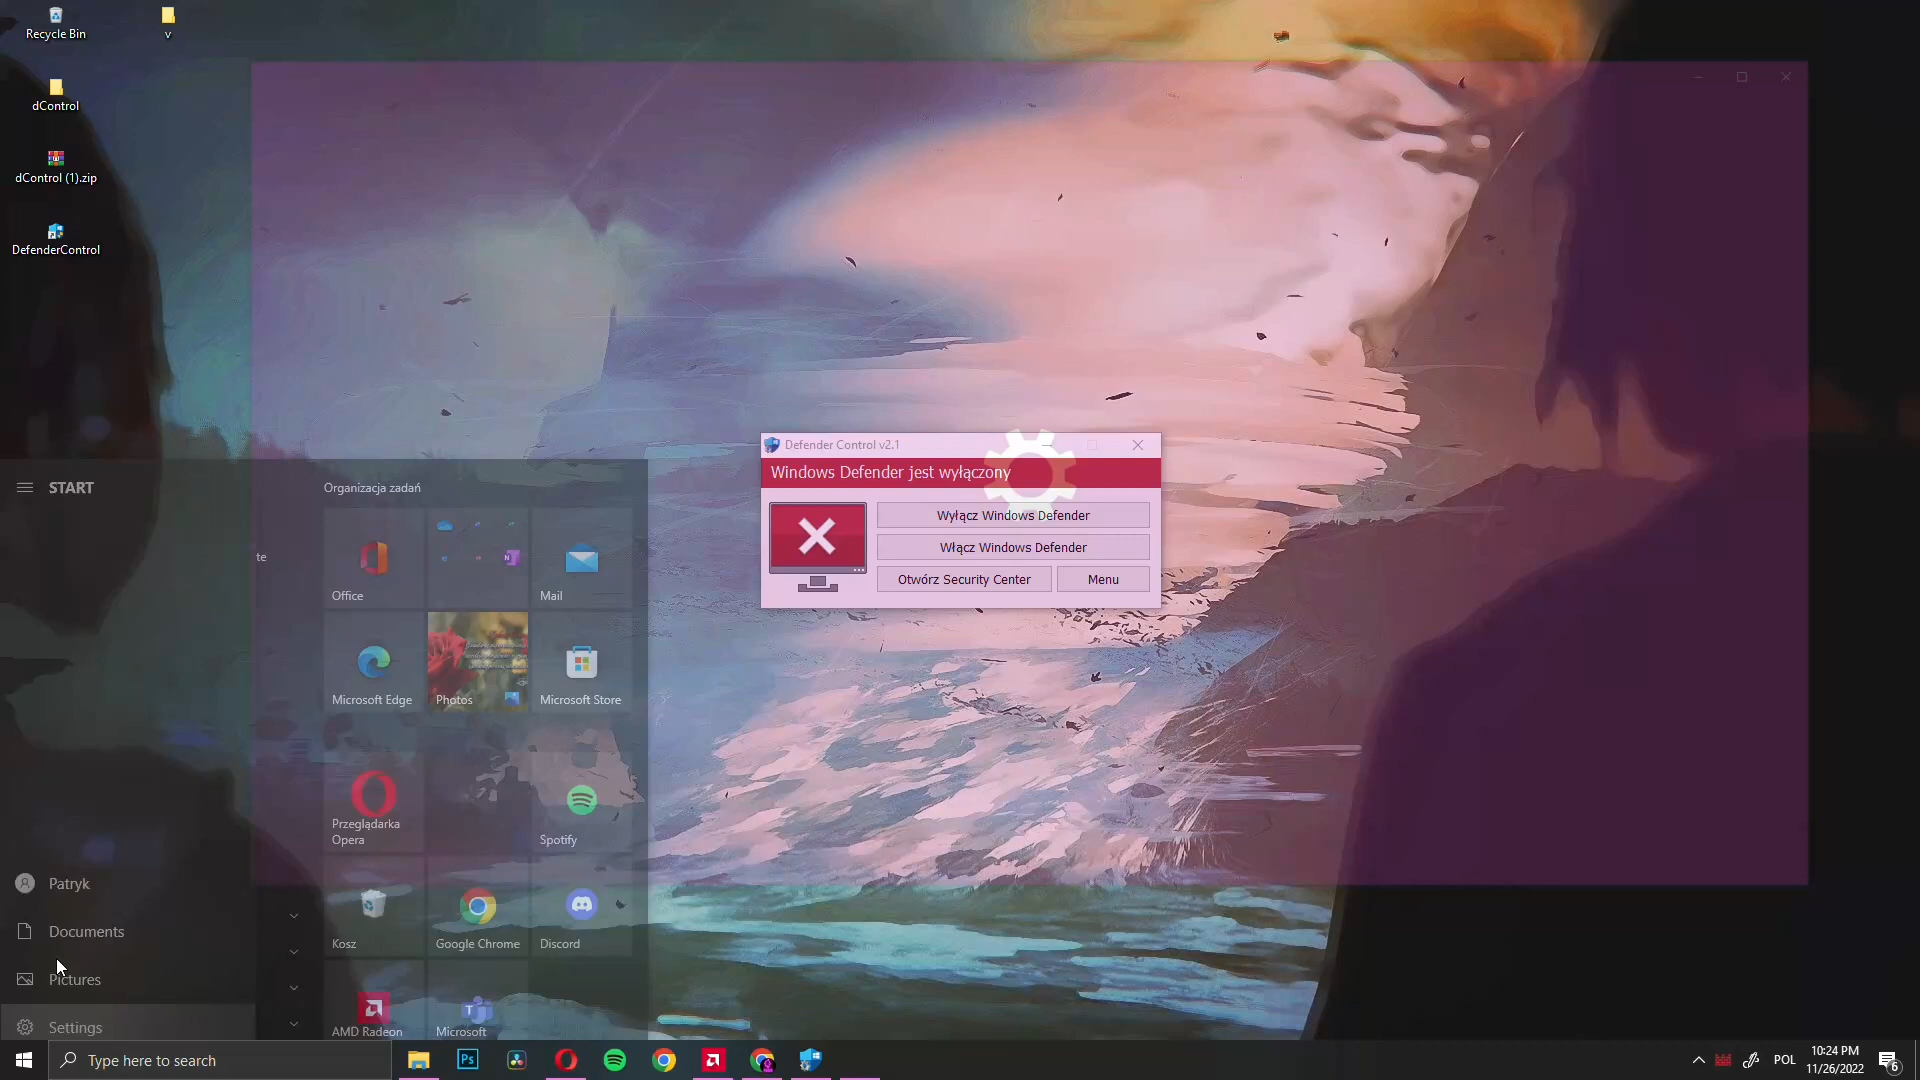 Recycle Bin
v
dControl
dControl (1).zip
DefenderControl
START
Organizacja zadań
te
Office
Mail
Microsoft Edge
Photos
Microsoft Store
Przeglądarka
Opera
Spotify
Kosz
Google Chrome
Discord
AMD Radeon
Microsoft
Patryk
Documents
Pictures
Settings
Defender Control v2.1
Windows Defender jest wyłączony
Wyłącz Windows Defender
Włącz Windows Defender
Otwórz Security Center
Menu
Type here to search
Ps
POL
10:24 PM
11/26/2022
6